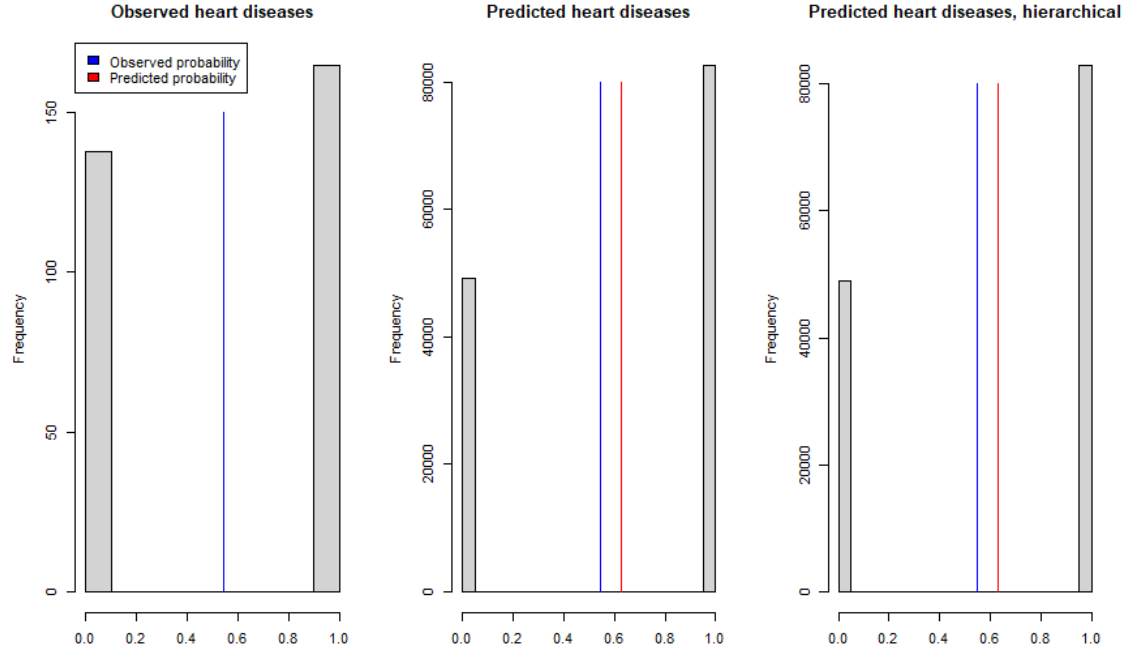 Observed heart diseases
Observed probability
Predicted probability
Frequency
0
50
100
150
0.0 0.2 0.4 0.6 0.8 1.0
Predicted heart diseases
Frequency
0
20000
40000
60000
80000
0.0 0.2 0.4 0.6 0.8 1.0
Predicted heart diseases, hierarchical
Frequency
0
20000
40000
60000
80000
0.0 0.2 0.4 0.6 0.8 1.0